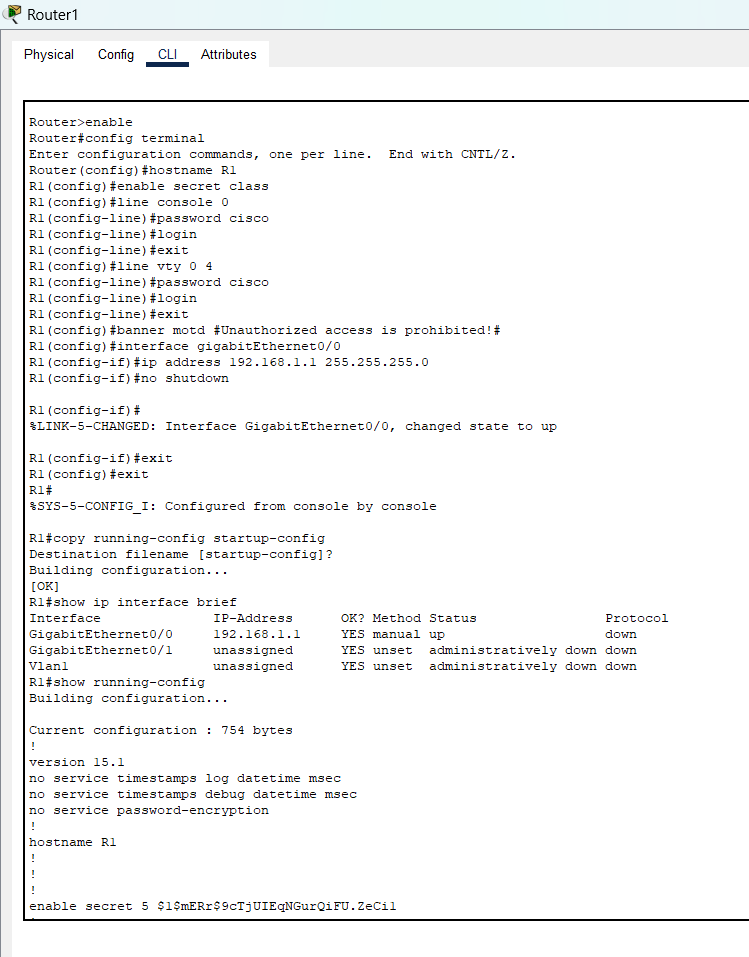 Router1
Physical Config CLI Attributes
Router>enable
Router#config terminal
Enter configuration commands, one per line.  End with CNTL/Z.
Router(config)#hostname R1
R1(config)#enable secret class
R1(config)#line console 0
R1(config-line)#password cisco
R1(config-line)#login
R1(config-line)#exit
R1(config)#line vty 0 4
R1(config-line)#password cisco
R1(config-line)#login
R1(config-line)#exit
R1(config)#banner motd #Unauthorized access is prohibited!#
R1(config)#interface gigabitEthernet0/0
R1(config-if)#ip address 192.168.1.1 255.255.255.0
R1(config-if)#no shutdown
R1(config-if)#
%LINK-5-CHANGED: Interface GigabitEthernet0/0, changed state to up
R1(config-if)#exit
R1(config)#exit
R1#
%SYS-5-CONFIG_I: Configured from console by console
R1#copy running-config startup-config
Destination filename [startup-config]?
Building configuration...
[OK]
R1#show ip interface brief
Interface              IP-Address      OK? Method Status                Protocol
GigabitEthernet0/0     192.168.1.1     YES manual up                    down
GigabitEthernet0/1     unassigned      YES unset  administratively down down
Vlan1                  unassigned      YES unset  administratively down down
R1#show running-config
Building configuration...
Current configuration : 754 bytes
!
version 15.1
no service timestamps log datetime msec
no service timestamps debug datetime msec
no service password-encryption
!
hostname R1
!
!
!
enable secret 5 $1$mERr$9cTjUIEqNGurQiFU.ZeCi1